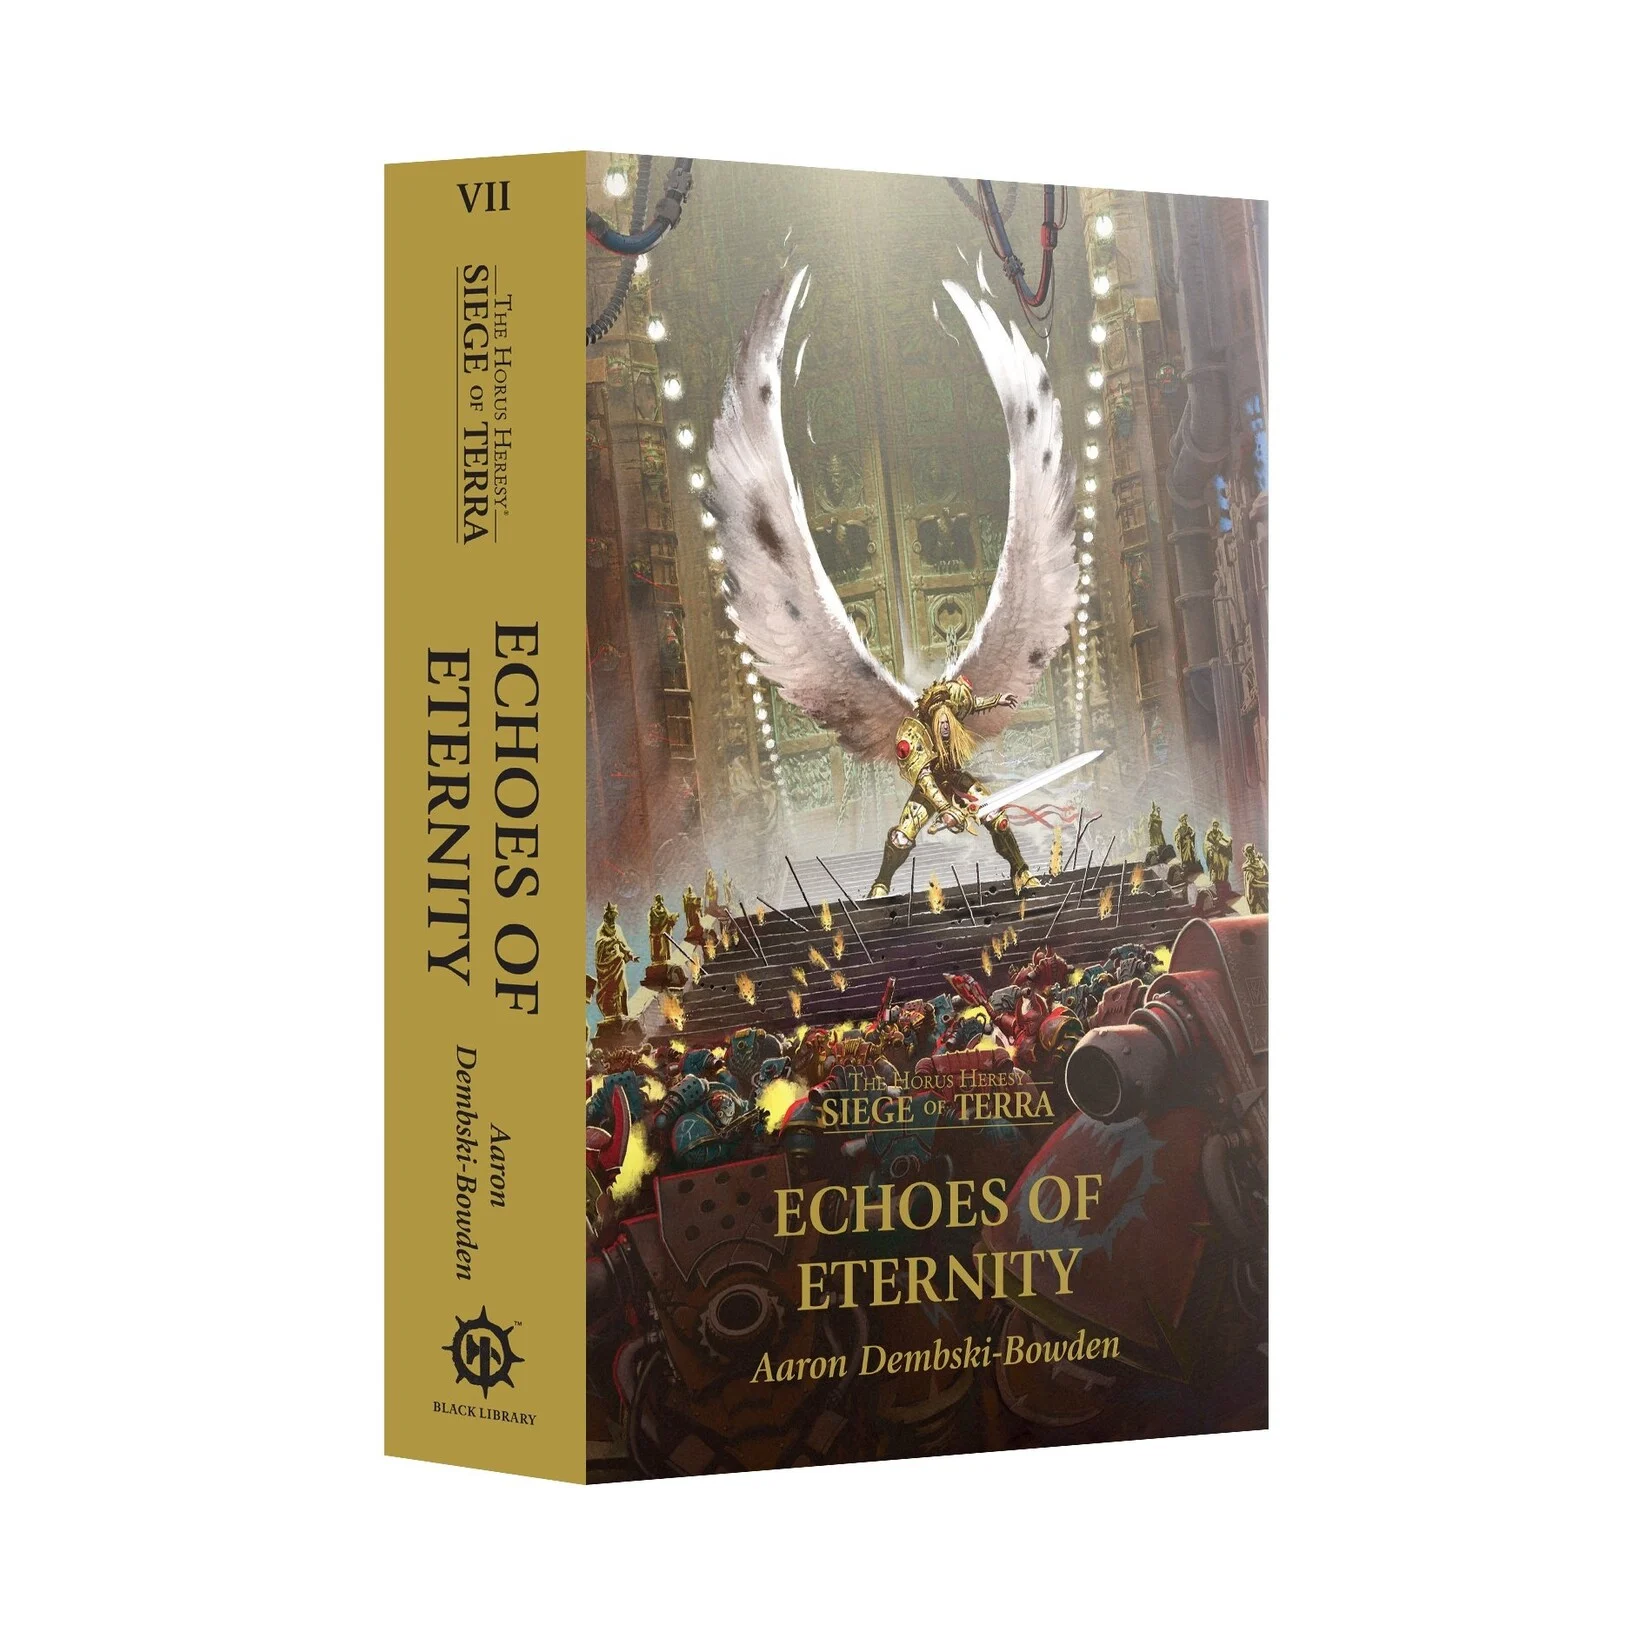 VII
THE HORUS HERESY®
SIEGE OF TERRA
ECHOES OF
ETERNITY
Aaron
Dembski-Bowden
™
BLACK LIBRARY
THE HORUS HERESY
SIEGE OF TERRA
ECHOES OF
ETERNITY
Aaron Dembski-Bowden